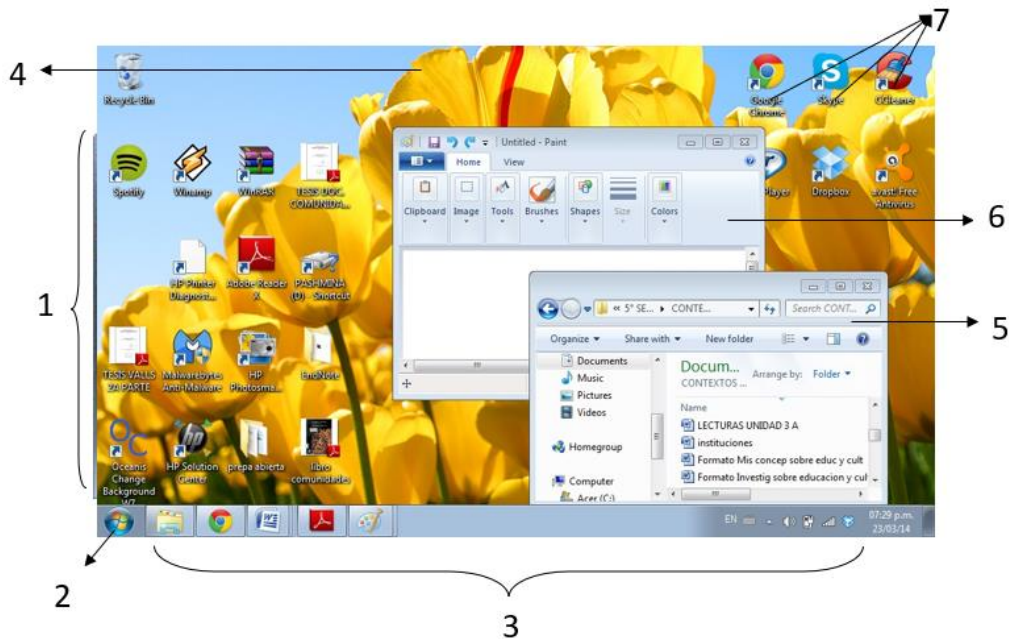 7
4
Recycle Bin
Google Chrome
Skype
CCleaner
Untitled - Paint
Home View
Spotify
Winamp
WinRAR
TESIS DOC. COMUNIDA...
Player
Dropbox
avast! Free Antivirus
Clipboard Image Tools Brushes Shapes Size Colors
6
HP Printer Diagnost...
Adobe Reader X
PASHMINA (D) - Shortcut
1
« 5° SE... CONTE... Search CONT...
5
Organize Share with New folder
Documents
Music
Pictures
Videos
Homegroup
Computer
Acer (C:)
Docum...
CONTEXTOS ...
Arrange by: Folder
Name
LECTURAS UNIDAD 3 A
instituciones
Formato Mis concep sobre educ y cult
Formato Investig sobre educacion y cul
TESIS VALLS 2A PARTE
Malwarebytes Anti-Malware
HP Photosma...
EndNote
Oceanis Change Background W7
HP Solution Center
prepa abierta
libro comunidades
EN
07:29 p.m.
23/03/14
2
3